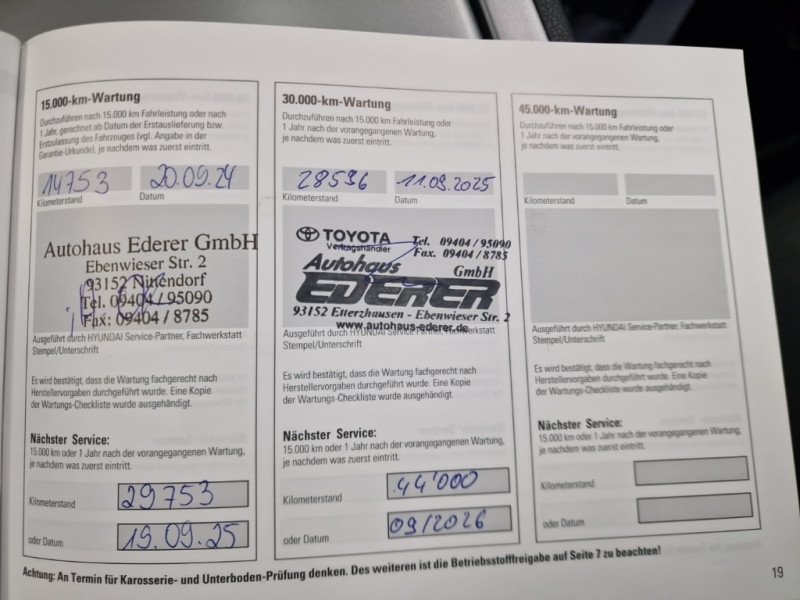 15.000-km-Wartung
Durchzuführen nach 15.000 km Fahrleistung oder nach
1 Jahr, gerechnet ab Datum der Erstauslieferung bzw.
Erstzulassung des Fahrzeuges (vgl. Angabe in der
Garantie-Urkunde), je nachdem was zuerst eintritt.
14753 20.09.24
Kilometerstand Datum
Autohaus Ederer GmbH
Ebenwieser Str. 2
93152 Nittendorf
Tel. 09404 / 95090
Fax: 09404 / 8785
Ausgeführt durch HYUNDAI Service-Partner, Fachwerkstatt
Stempel/Unterschrift
Es wird bestätigt, dass die Wartung fachgerecht nach
Herstellervorgaben durchgeführt wurde. Eine Kopie
der Wartungs-Checkliste wurde ausgehändigt.
Nächster Service:
15.000 km oder 1 Jahr nach der vorangegangenen Wartung,
je nachdem was zuerst eintritt.
Kilometerstand 29753
oder Datum 19.09.25
30.000-km-Wartung
Durchzuführen nach 15.000 km Fahrleistung oder
1 Jahr nach der vorangegangenen Wartung,
je nachdem was zuerst eintritt.
28596 11.09.2025
Kilometerstand Datum
TOYOTA Tel. 09404 / 95090
Vertragshändler Fax. 09404 / 8785
Autohaus GmbH
EDERER
93152 Etterzhausen - Ebenwieser Str. 2
www.autohaus-ederer.de
Ausgeführt durch HYUNDAI Service-Partner, Fachwerkstatt
Stempel/Unterschrift
Es wird bestätigt, dass die Wartung fachgerecht nach
Herstellervorgaben durchgeführt wurde. Eine Kopie
der Wartungs-Checkliste wurde ausgehändigt.
Nächster Service:
15.000 km oder 1 Jahr nach der vorangegangenen Wartung,
je nachdem was zuerst eintritt.
Kilometerstand 44'000
oder Datum 09/2026
45.000-km-Wartung
Durchzuführen nach 15.000 km Fahrleistung oder
1 Jahr nach der vorangegangenen Wartung,
je nachdem was zuerst eintritt.
Kilometerstand Datum
Ausgeführt durch HYUNDAI Service-Partner, Fachwerkstatt
Stempel/Unterschrift
Es wird bestätigt, dass die Wartung fachgerecht nach
Herstellervorgaben durchgeführt wurde. Eine Kopie
der Wartungs-Checkliste wurde ausgehändigt.
Nächster Service:
15.000 km oder 1 Jahr nach der vorangegangenen Wartung,
je nachdem was zuerst eintritt.
Kilometerstand
oder Datum
Achtung: An Termin für Karosserie- und Unterboden-Prüfung denken. Des weiteren ist die Betriebsstofffreigabe auf Seite 7 zu beachten!
19